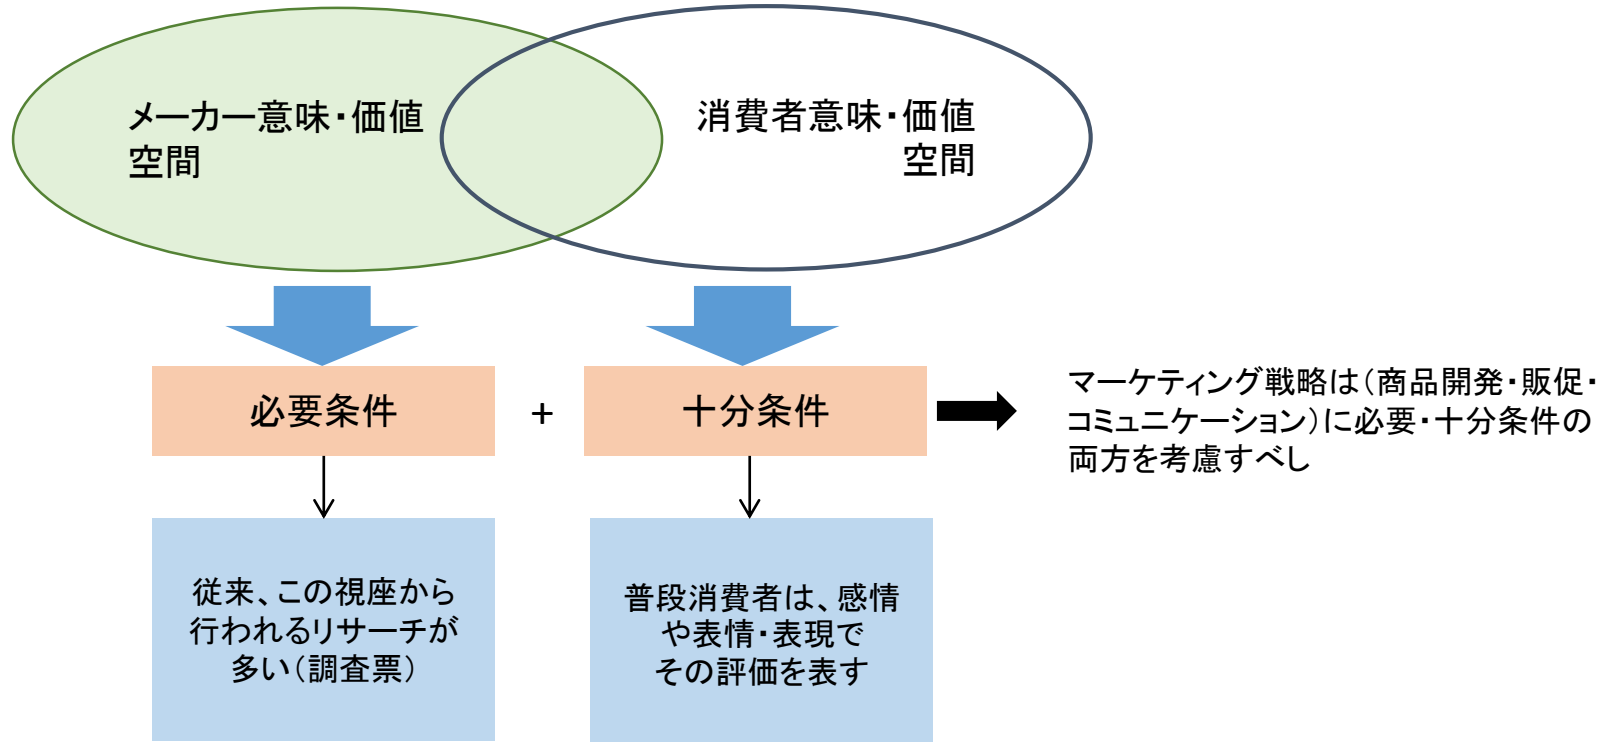 メーカー意味・価値
空間
消費者意味・価値
空間
必要条件
+
十分条件
マーケティング戦略は（商品開発・販促・
コミュニケーション）に必要・十分条件の
両方を考慮すべし
従来、この視座から
行われるリサーチが
多い（調査票）
普段消費者は、感情
や表情・表現で
その評価を表す